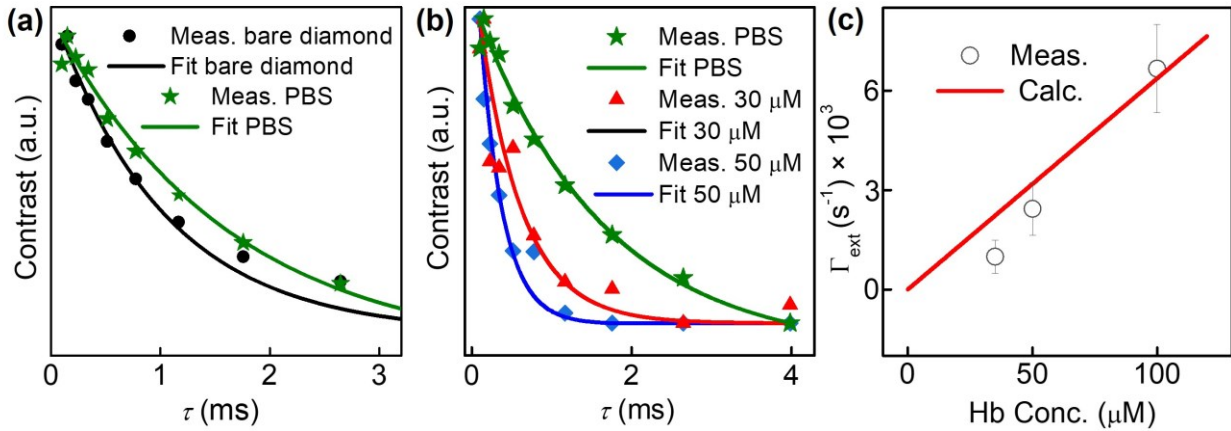 (a)
Meas. bare diamond
Fit bare diamond
Meas. PBS
Fit PBS
Contrast (a.u.)
0 1 2 3
τ (ms)
(b)
Meas. PBS
Fit PBS
Meas. 30 μM
Fit 30 μM
Meas. 50 μM
Fit 50 μM
Contrast (a.u.)
0 2 4
τ (ms)
(c)
Meas.
Calc.
Γext (s⁻¹) × 10³
6
3
0
0 50 100
Hb Conc. (μM)